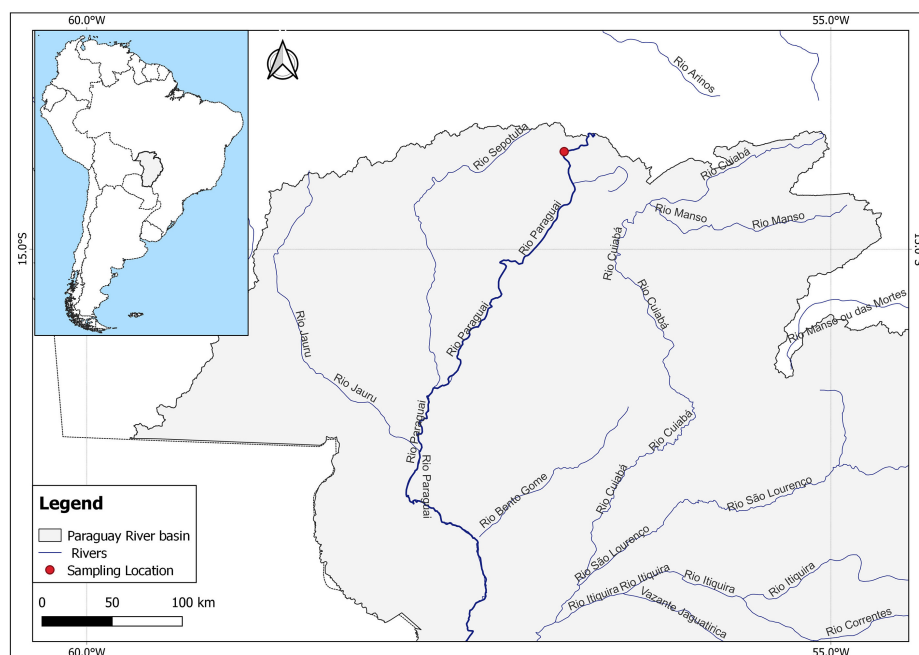 60.0°W
55.0°W
Rio Arinos
Rio Sepotuba
Rio Cuiabá
Rio Manso
Rio Manso
Rio Paraguai
Rio Cuiabá
15.0°S
15.0°S
Rio Cuiabá
Rio Manso ou das Mortes
Rio Jauru
Rio Paraguai
Rio Jauru
Rio Paraguai
Rio Cuiabá
Rio Paraguai
Rio Bento Gome
Rio Cuiabá
Rio São Lourenço
Rio São Lourenço
Rio Itiquira
Rio Itiquira
Rio Itiquira
Rio Itiquira
Vazante Jaguatirica
Rio Correntes
Legend
Paraguay River basin
Rivers
Sampling Location
0 50 100 km
60.0°W
55.0°W